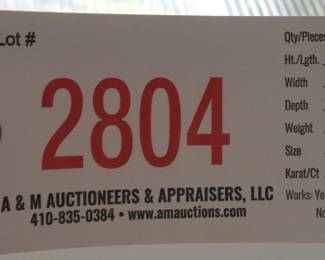 Lot #
2804
A & M AUCTIONEERS & APPRAISERS, LLC
410-835-0384 • www.amauctions.com
Qty/Pieces
Ht./Lgth.
Width
Depth
Weight
Size
Karat/Ct
Works: